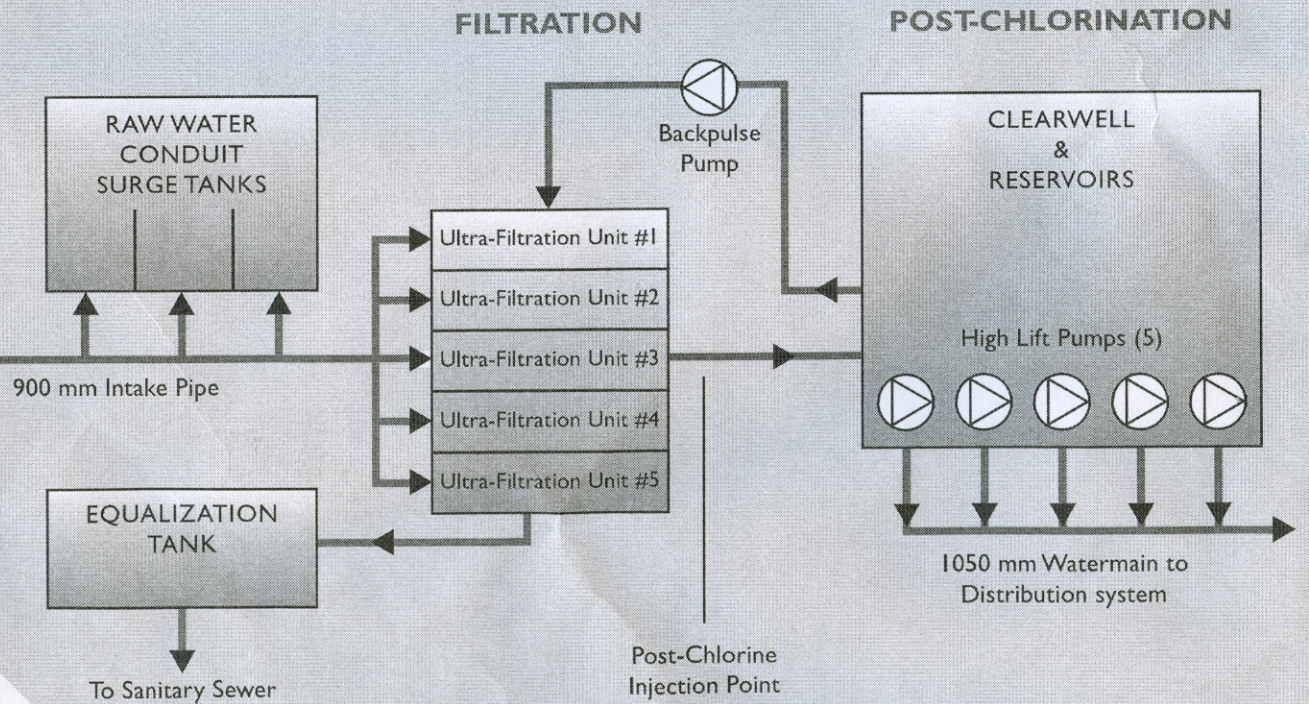 FILTRATION
POST-CHLORINATION
RAW WATER
CONDUIT
SURGE TANKS
Backpulse
Pump
CLEARWELL
&
RESERVOIRS
Ultra-Filtration Unit #1
Ultra-Filtration Unit #2
Ultra-Filtration Unit #3
Ultra-Filtration Unit #4
Ultra-Filtration Unit #5
High Lift Pumps (5)
900 mm Intake Pipe
EQUALIZATION
TANK
1050 mm Watermain to
Distribution system
Post-Chlorine
Injection Point
To Sanitary Sewer